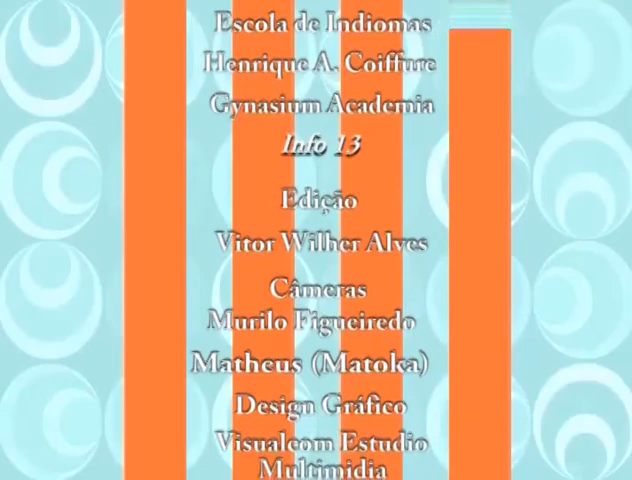 Escola de Indiomas
Henrique A. Coiffure
Gynasium Academia
Info 13
Edição
Vitor Wilher Alves
Câmeras
Murilo Figueiredo
Matheus (Matoka)
Design Gráfico
Visualcom Estudio
Multimidia